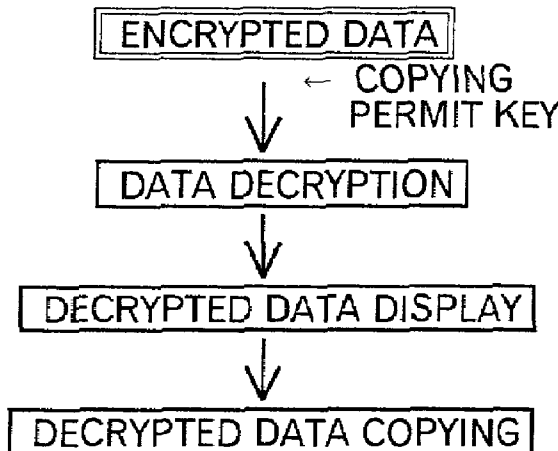 ENCRYPTED DATA
← COPYING
PERMIT KEY
DATA DECRYPTION
DECRYPTED DATA DISPLAY
DECRYPTED DATA COPYING